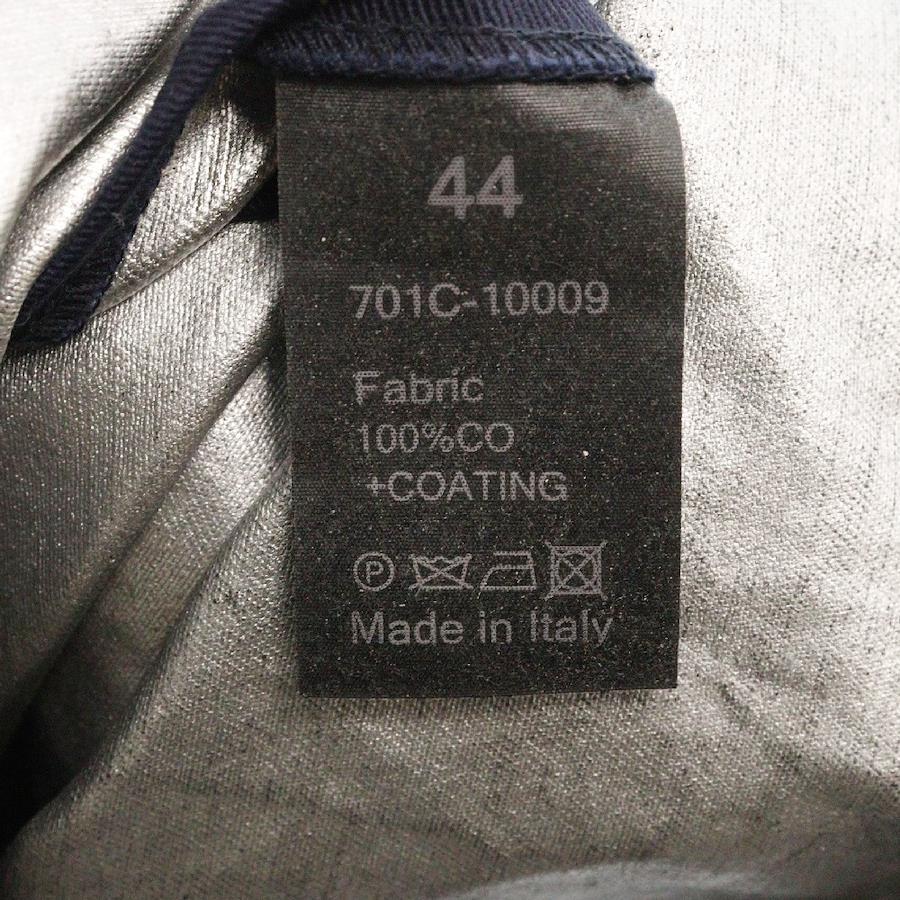 44
701C-10009
Fabric
100%CO
+COATING
P
Made in Italy